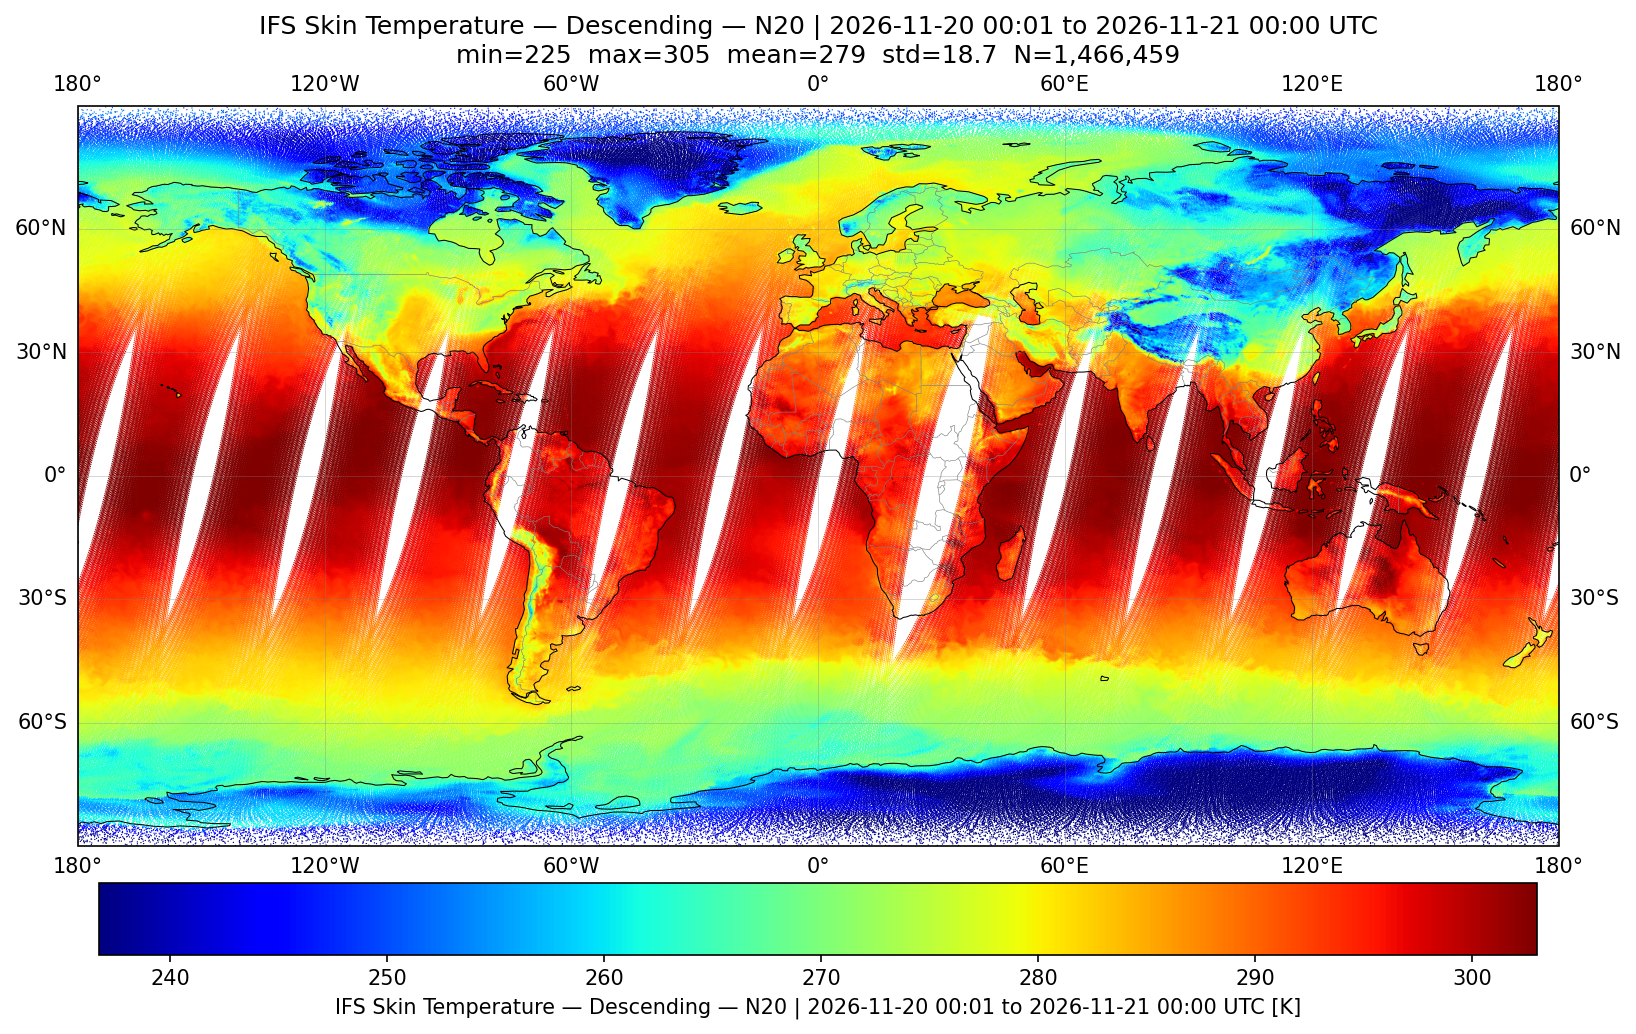 IFS Skin Temperature — Descending — N20 | 2026-11-20 00:01 to 2026-11-21 00:00 UTC
min=225 max=305 mean=279 std=18.7 N=1,466,459
180° 120°W 60°W 0° 60°E 120°E 180°
60°N 60°N
30°N 30°N
0° 0°
30°S 30°S
60°S 60°S
180° 120°W 60°W 0° 60°E 120°E 180°
240 250 260 270 280 290 300
IFS Skin Temperature — Descending — N20 | 2026-11-20 00:01 to 2026-11-21 00:00 UTC [K]